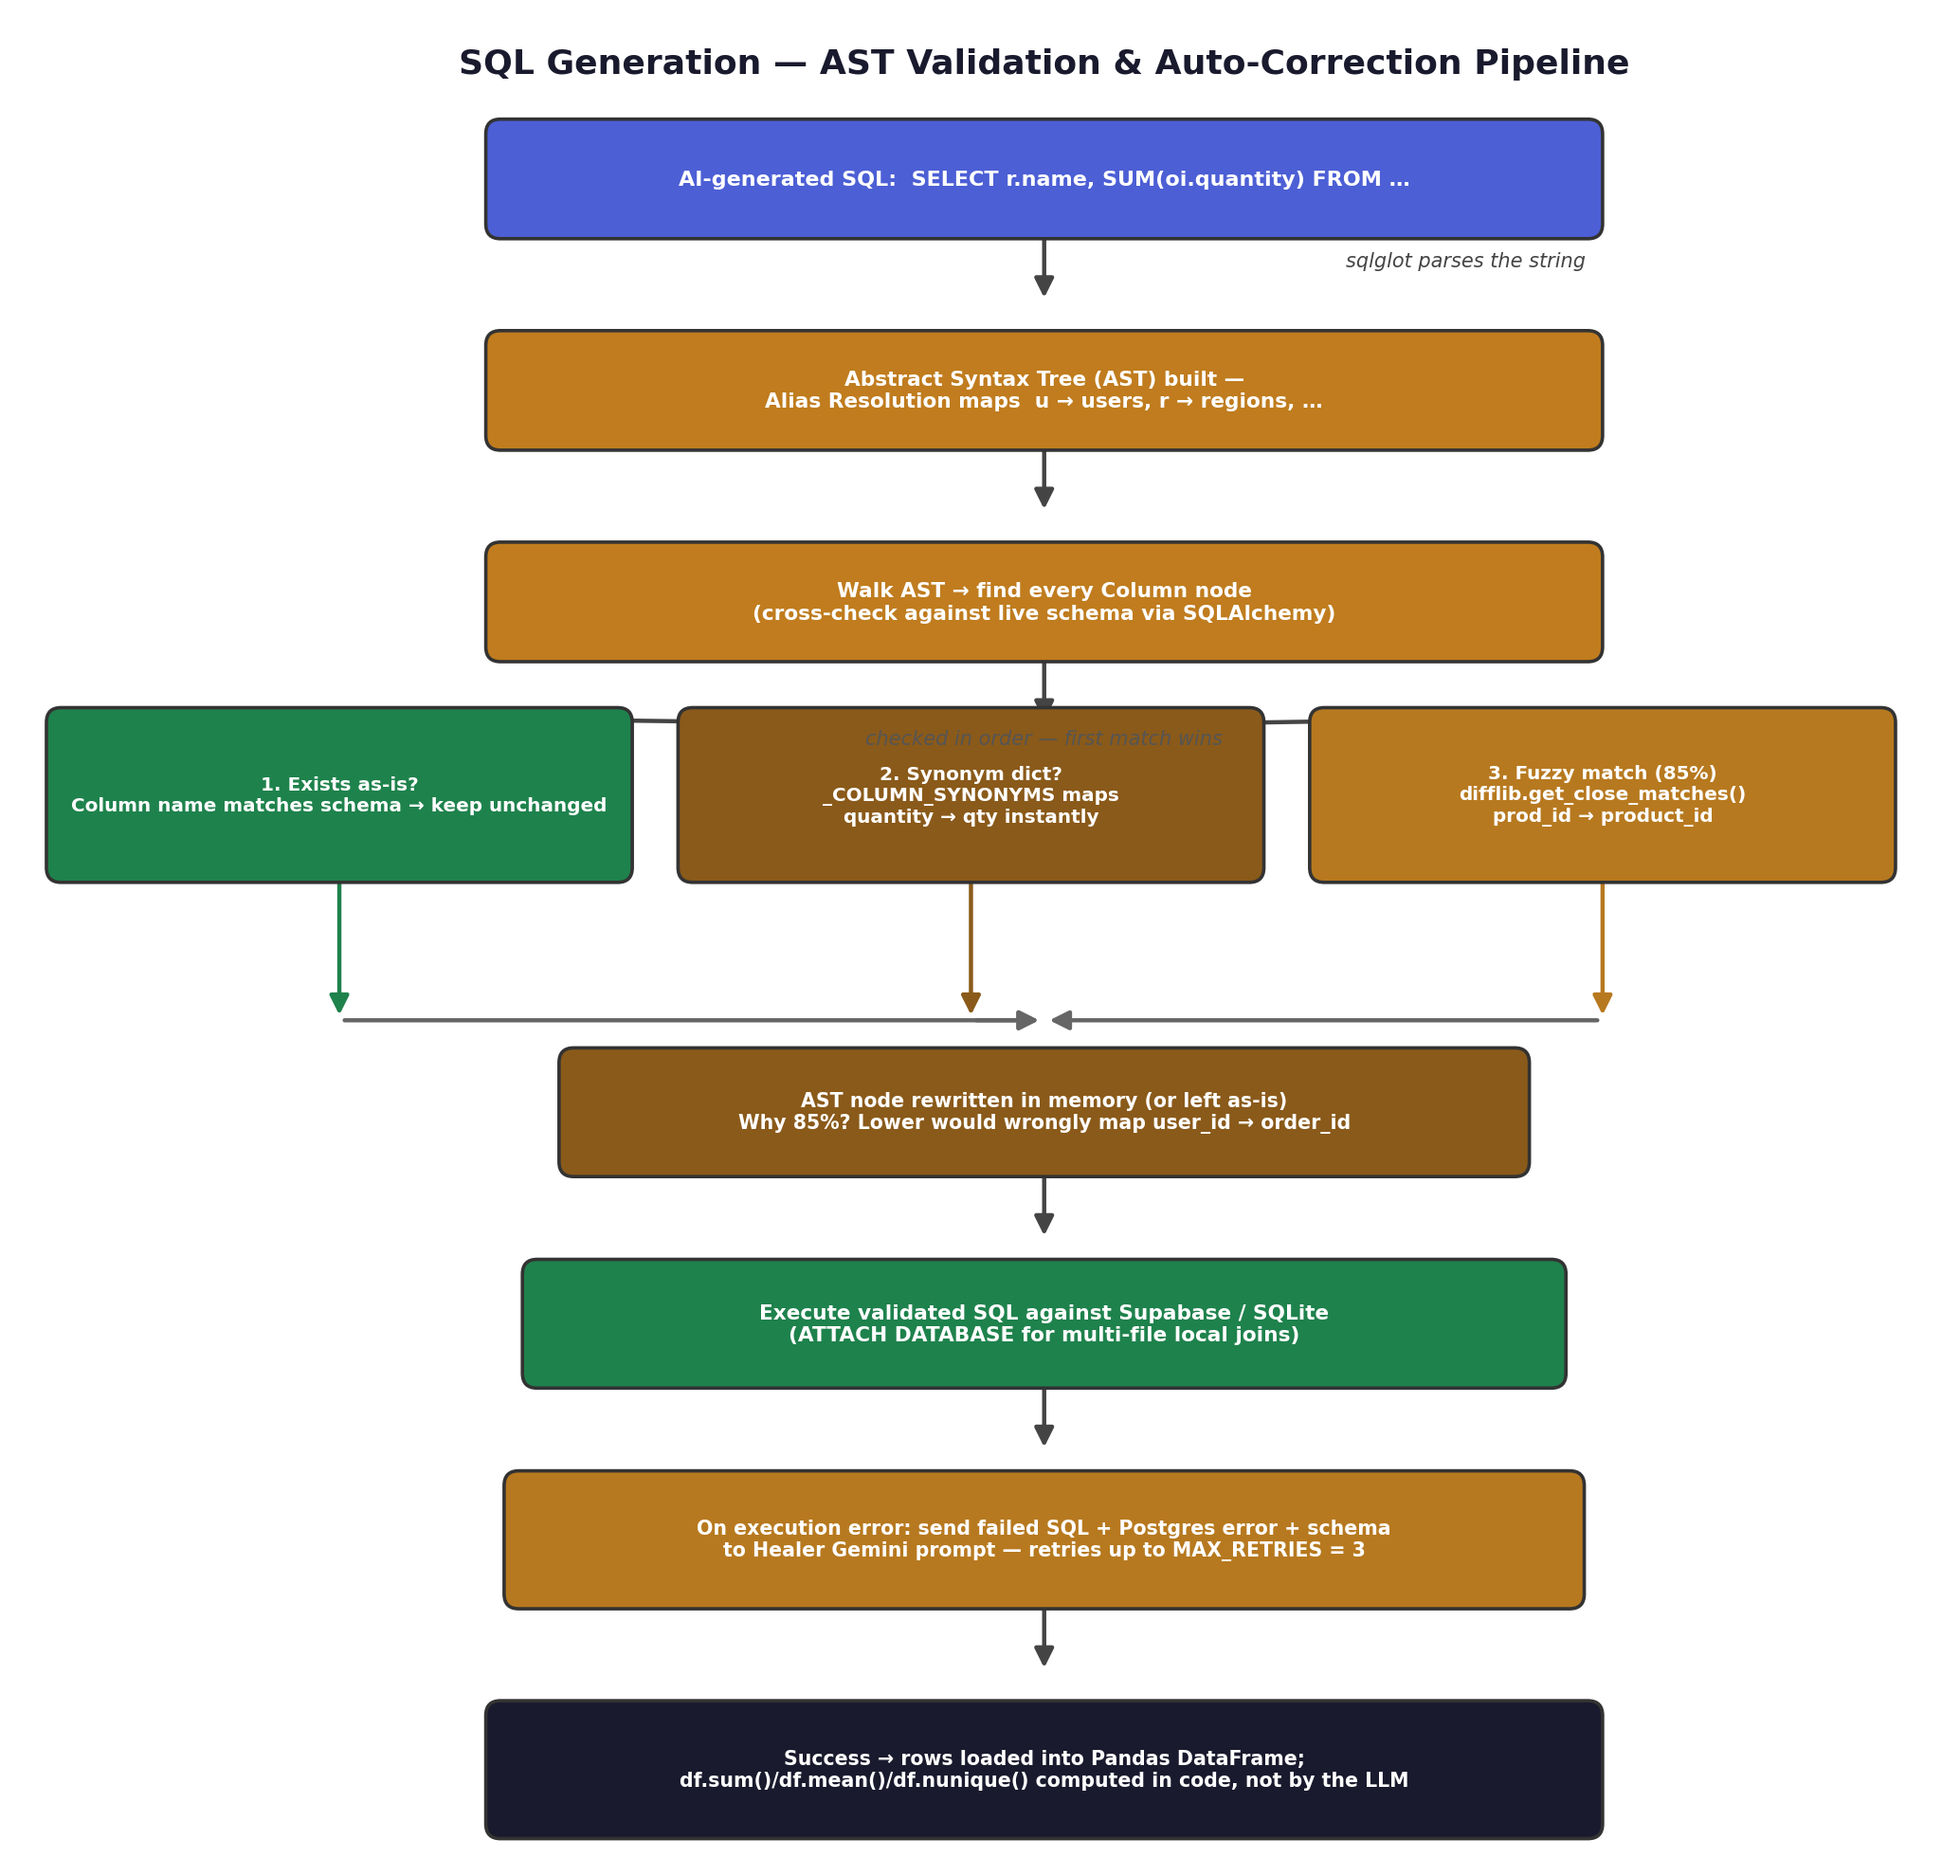 SQL Generation — AST Validation & Auto-Correction Pipeline
AI-generated SQL:  SELECT r.name, SUM(oi.quantity) FROM …
sqlglot parses the string
Abstract Syntax Tree (AST) built —
Alias Resolution maps  u → users, r → regions, …
Walk AST → find every Column node
(cross-check against live schema via SQLAlchemy)
checked in order — first match wins
1. Exists as-is?
Column name matches schema → keep unchanged
2. Synonym dict?
_COLUMN_SYNONYMS maps
quantity → qty instantly
3. Fuzzy match (85%)
difflib.get_close_matches()
prod_id → product_id
AST node rewritten in memory (or left as-is)
Why 85%? Lower would wrongly map user_id → order_id
Execute validated SQL against Supabase / SQLite
(ATTACH DATABASE for multi-file local joins)
On execution error: send failed SQL + Postgres error + schema
to Healer Gemini prompt — retries up to MAX_RETRIES = 3
Success → rows loaded into Pandas DataFrame;
df.sum()/df.mean()/df.nunique() computed in code, not by the LLM